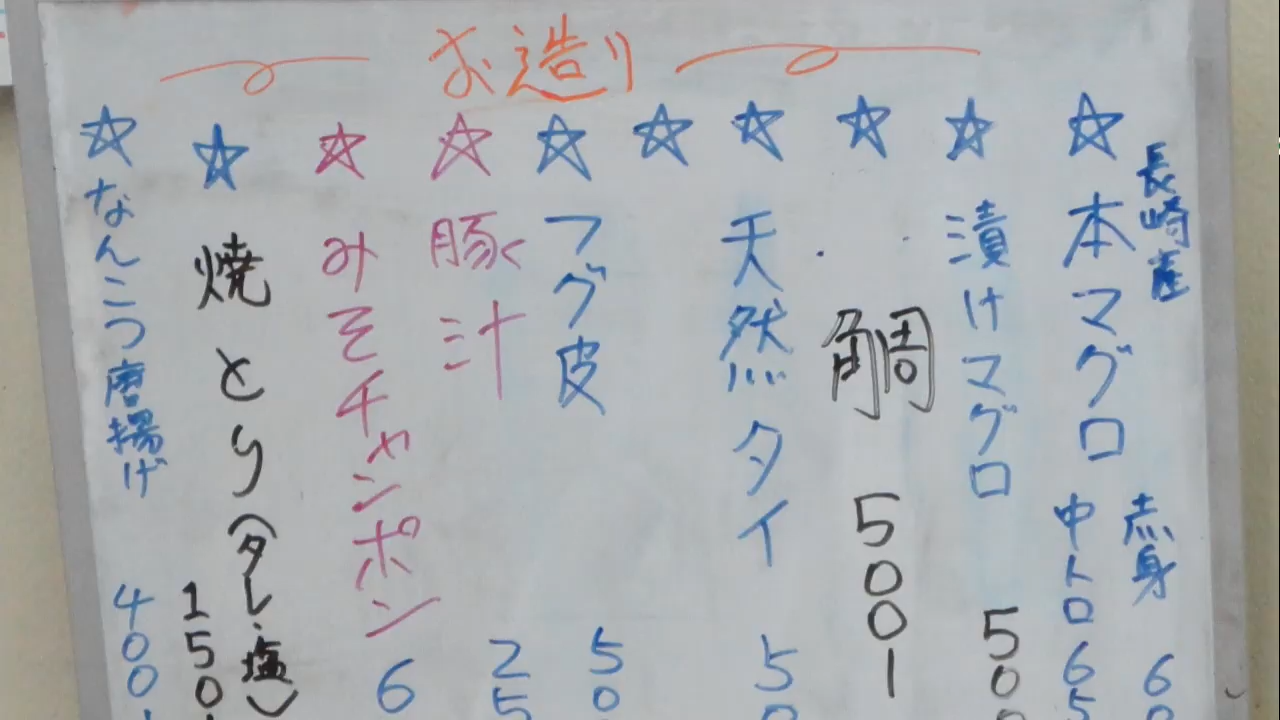 お造り
☆本マグロ 長崎産
赤身 60
中トロ 65
☆漬けマグロ 500
☆鯛 500-
☆天然タイ 50
☆
☆フグ皮 50
☆豚汁 25
☆みそチャンポン 6
☆焼とり(タレ・塩) 150-
☆なんこつ唐揚げ 400-